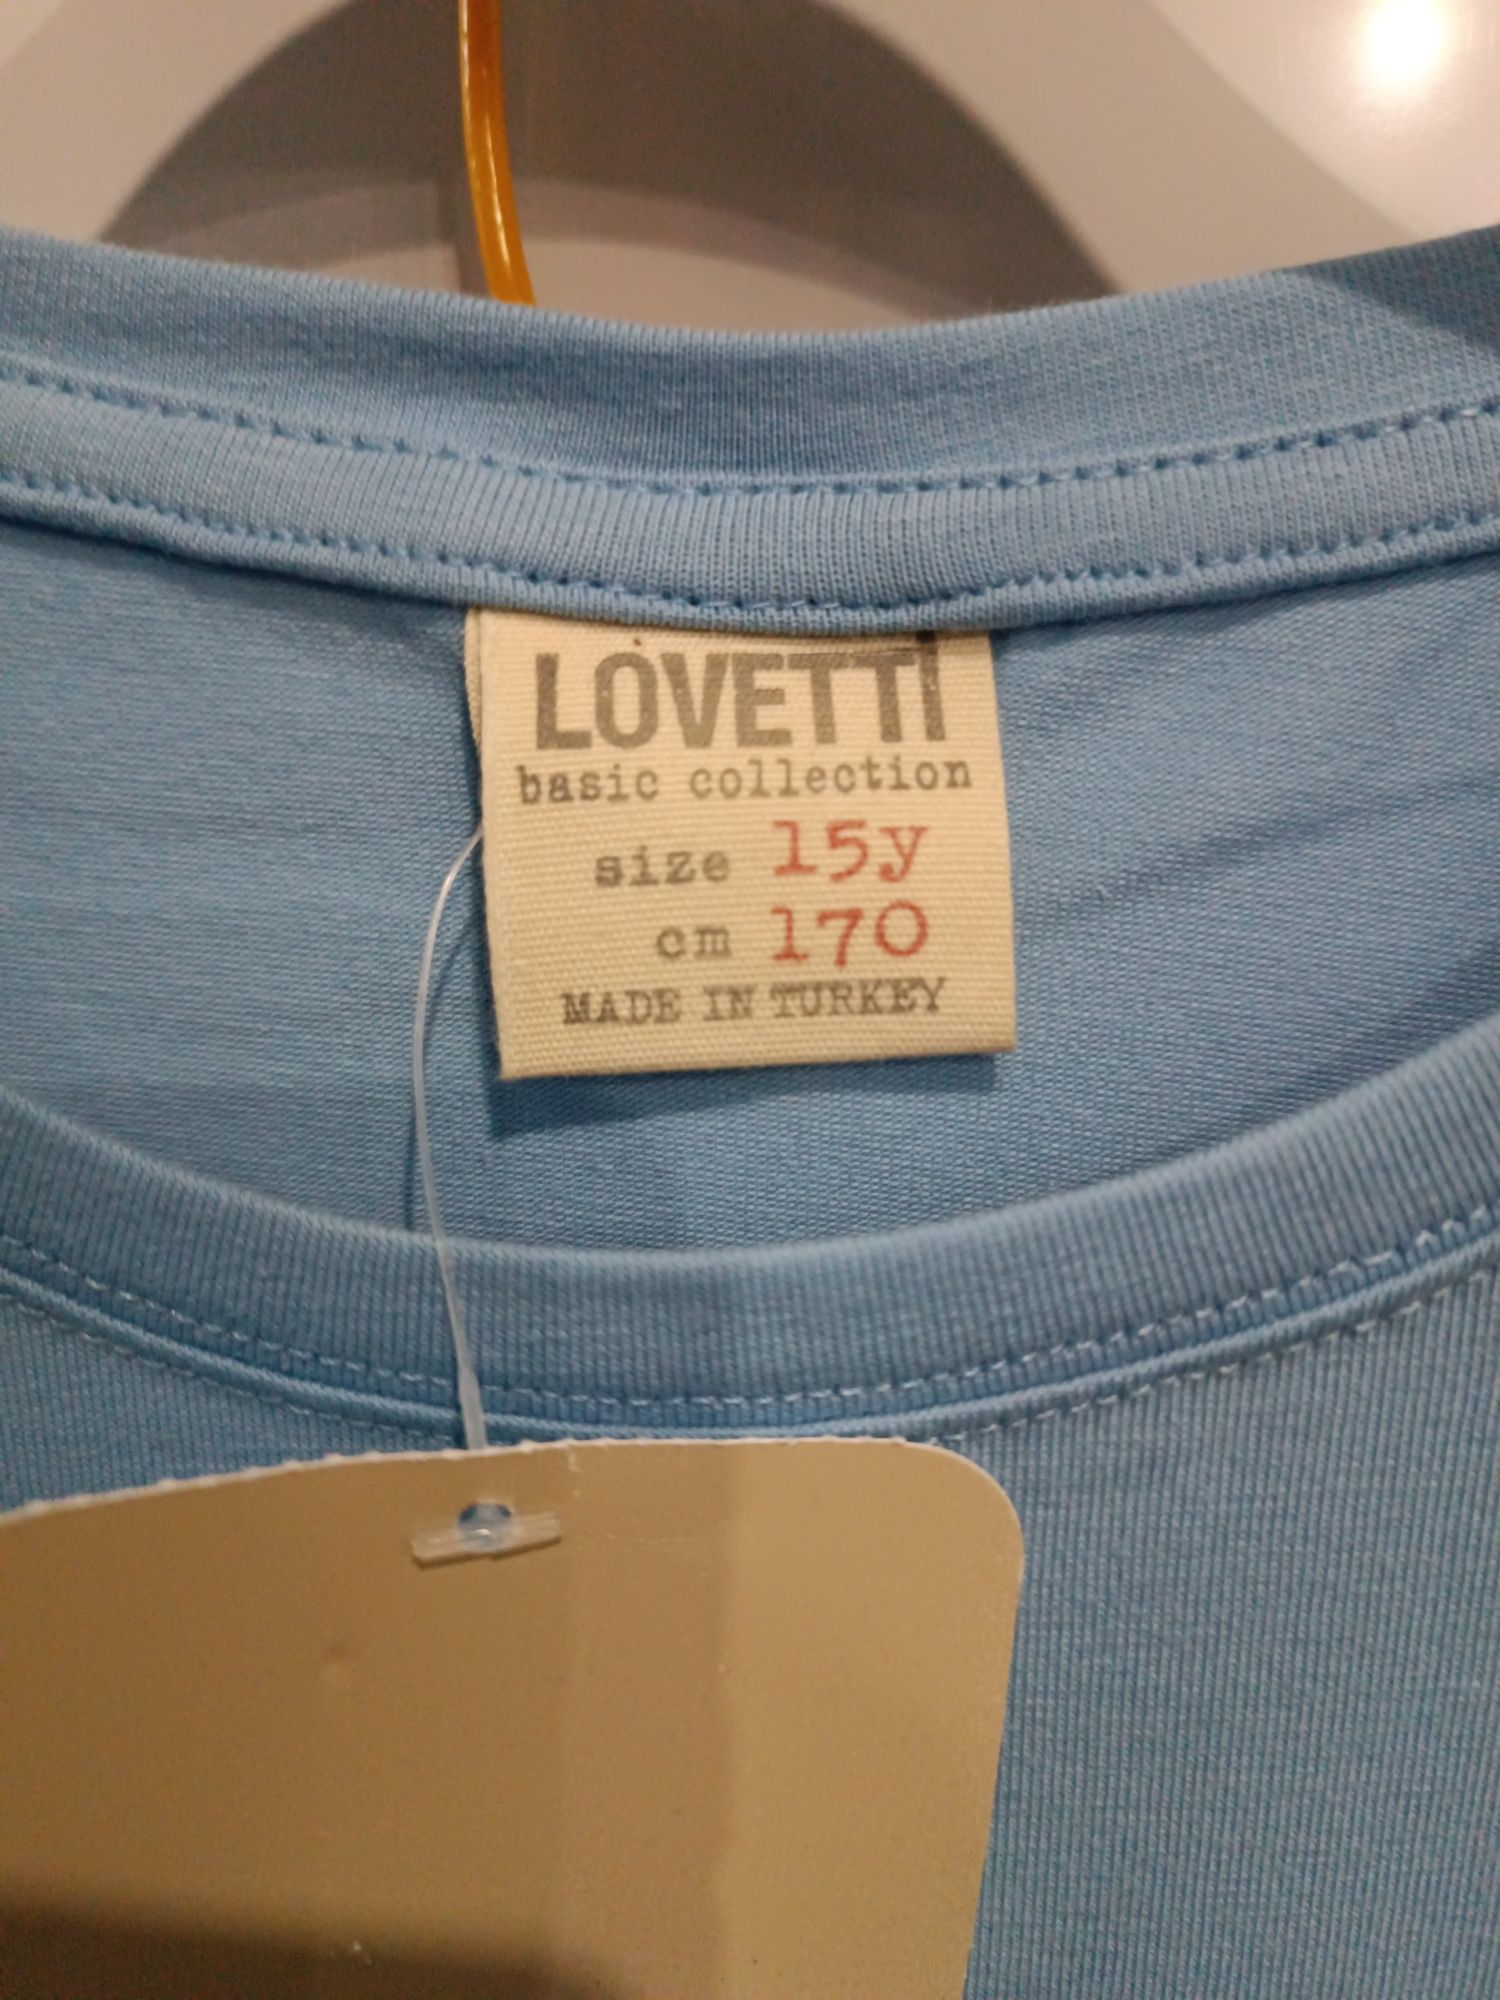 LOVETTİ
basic collection
size 15y
cm 170
MADE IN TURKEY